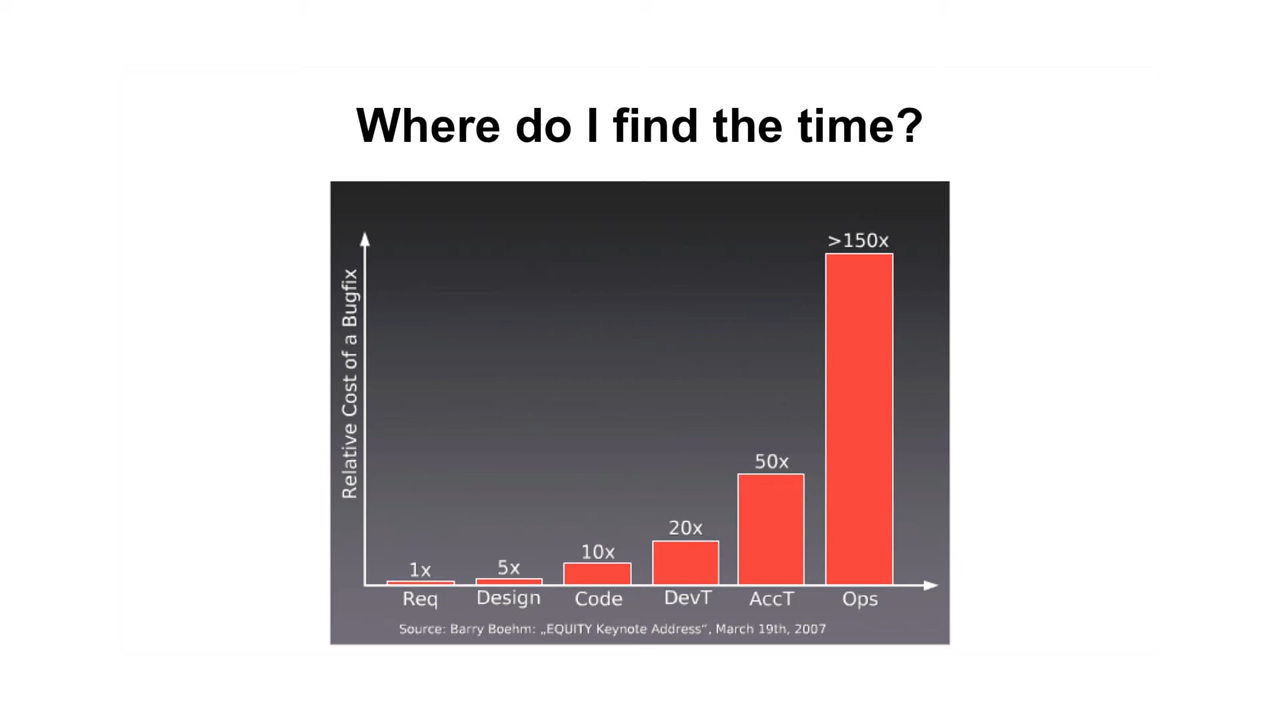 Where do I find the time?
Relative Cost of a Bugfix
1x
5x
10x
20x
50x
>150x
Req
Design
Code
DevT
AccT
Ops
Source: Barry Boehm: „EQUITY Keynote Address“, March 19th, 2007